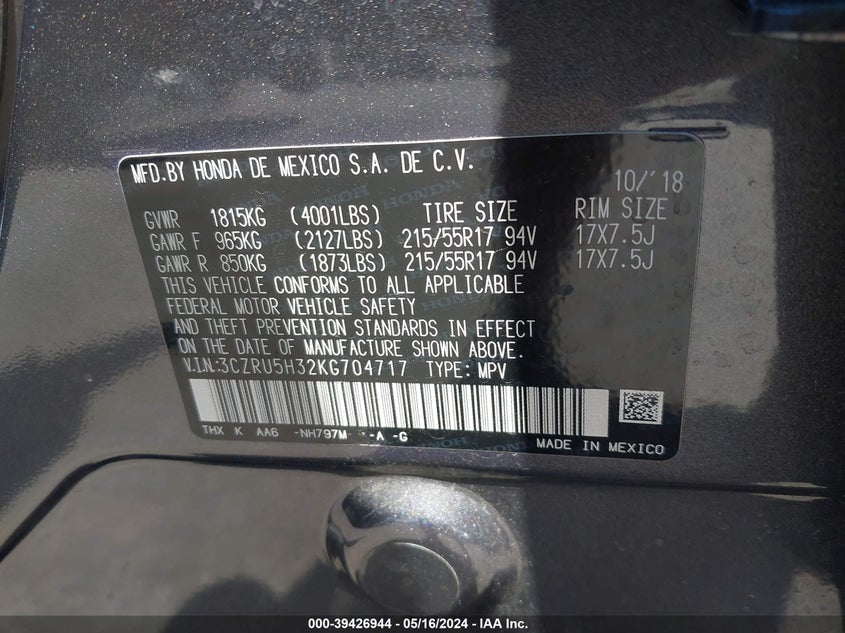 MFD.BY HONDA DE MEXICO S.A. DE C.V.
10/'18
GVWR 1815KG (4001LBS) TIRE SIZE RIM SIZE
GAWR F 965KG (2127LBS) 215/55R17 94V 17X7.5J
GAWR R 850KG (1873LBS) 215/55R17 94V 17X7.5J
THIS VEHICLE CONFORMS TO ALL APPLICABLE
FEDERAL MOTOR VEHICLE SAFETY
AND THEFT PREVENTION STANDARDS IN EFFECT
ON THE DATE OF MANUFACTURE SHOWN ABOVE.
V.I.N:3CZRU5H32KG704717 TYPE: MPV
THX K AA6 -NH797M- -A -G
MADE IN MEXICO
000-39426944 / 05/16/2024 - IAA Inc.